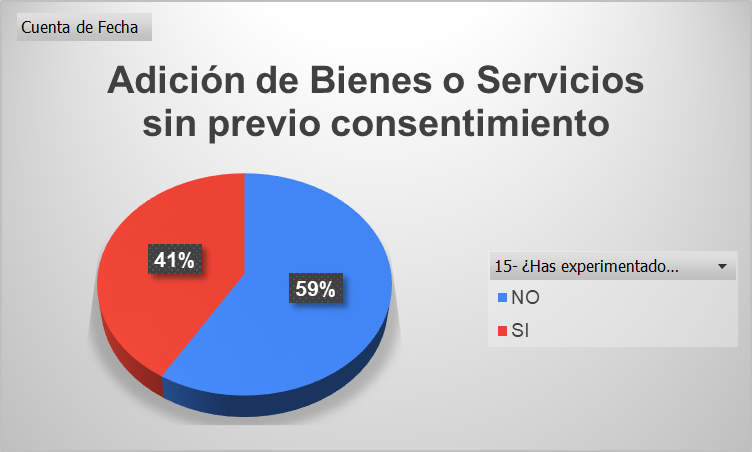 Cuenta de Fecha
Adición de Bienes o Servicios
sin previo consentimiento
41%
59%
15- ¿Has experimentado...
NO
SI